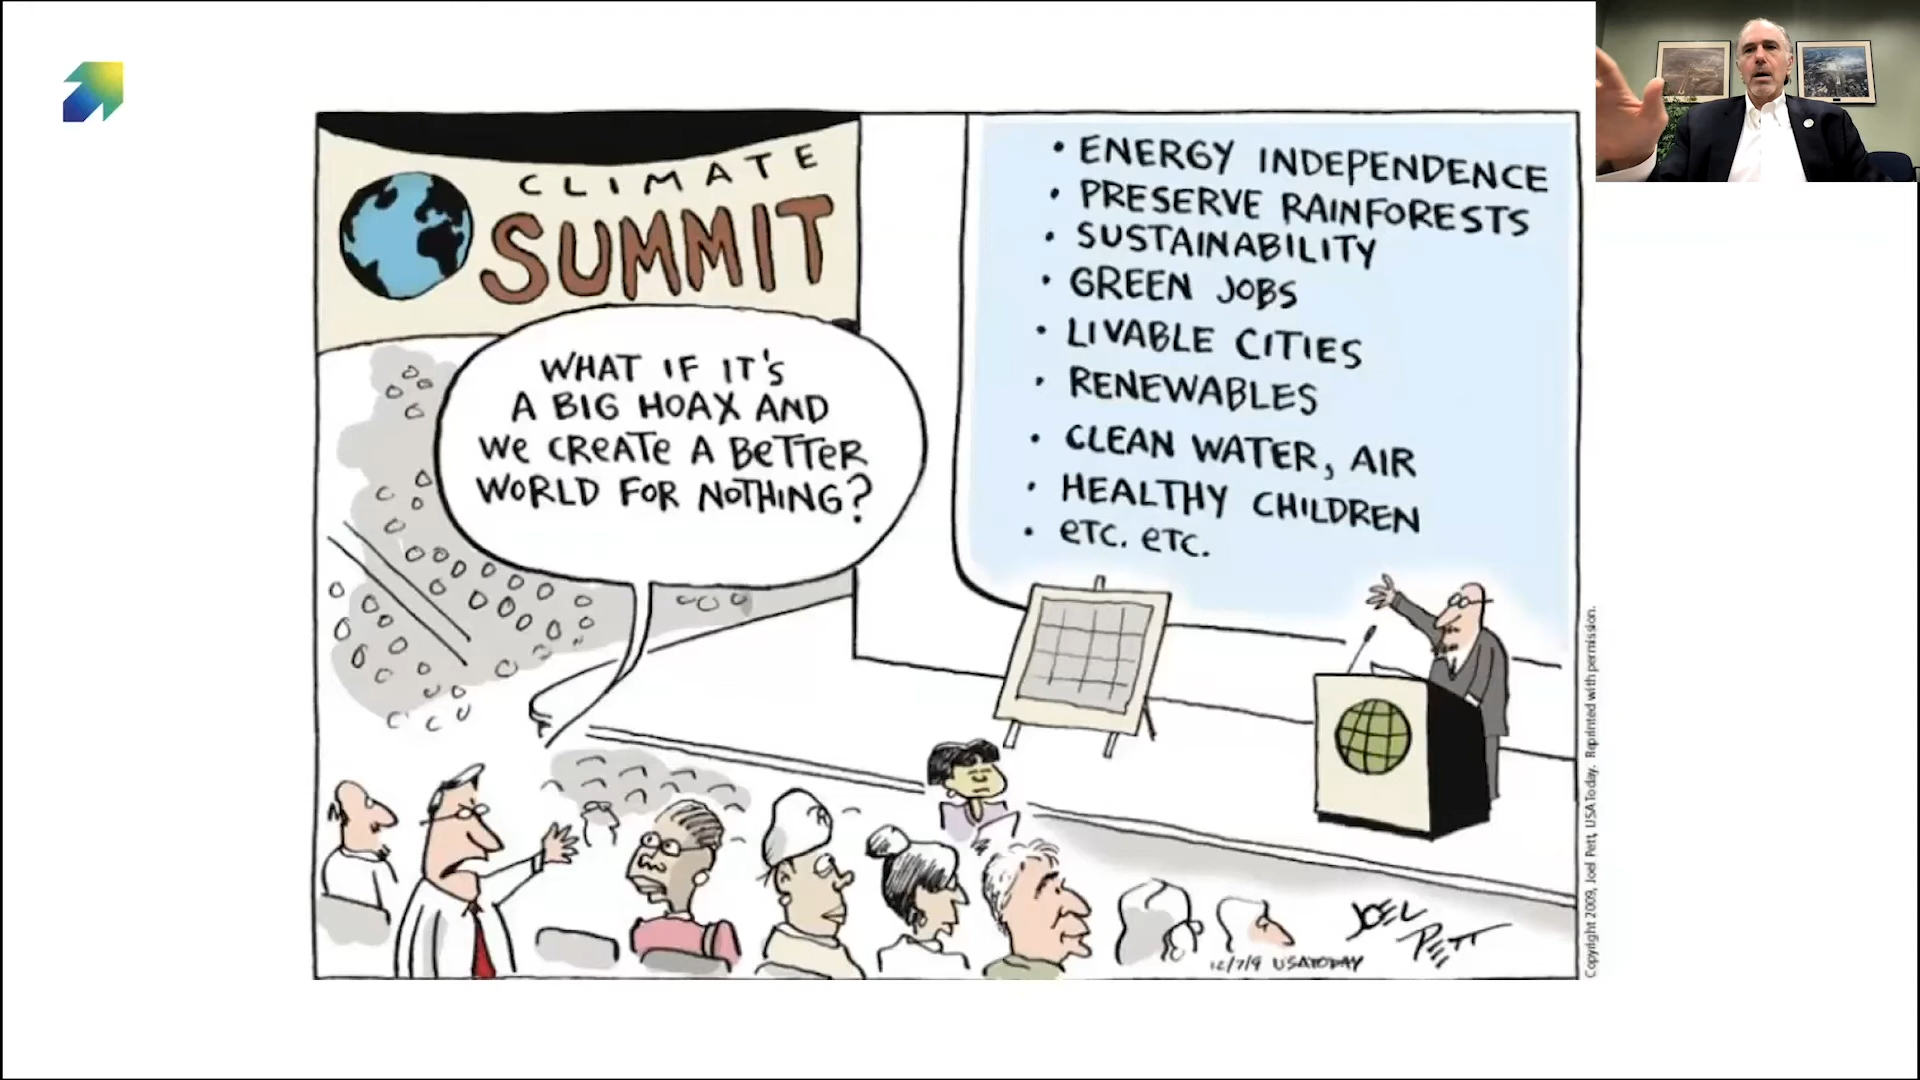 CLIMATE
SUMMIT
WHAT IF IT'S
A BIG HOAX AND
WE CREATE A BETTER
WORLD FOR NOTHING?
• ENERGY INDEPENDENCE
• PRESERVE RAINFORESTS
• SUSTAINABILITY
• GREEN JOBS
• LIVABLE CITIES
• RENEWABLES
• CLEAN WATER, AIR
• HEALTHY CHILDREN
• ETC. ETC.
JOEL
PETT
12/7/9 USA TODAY
Copyright 2009, Joel Pett, USA Today. Reprinted with permission.